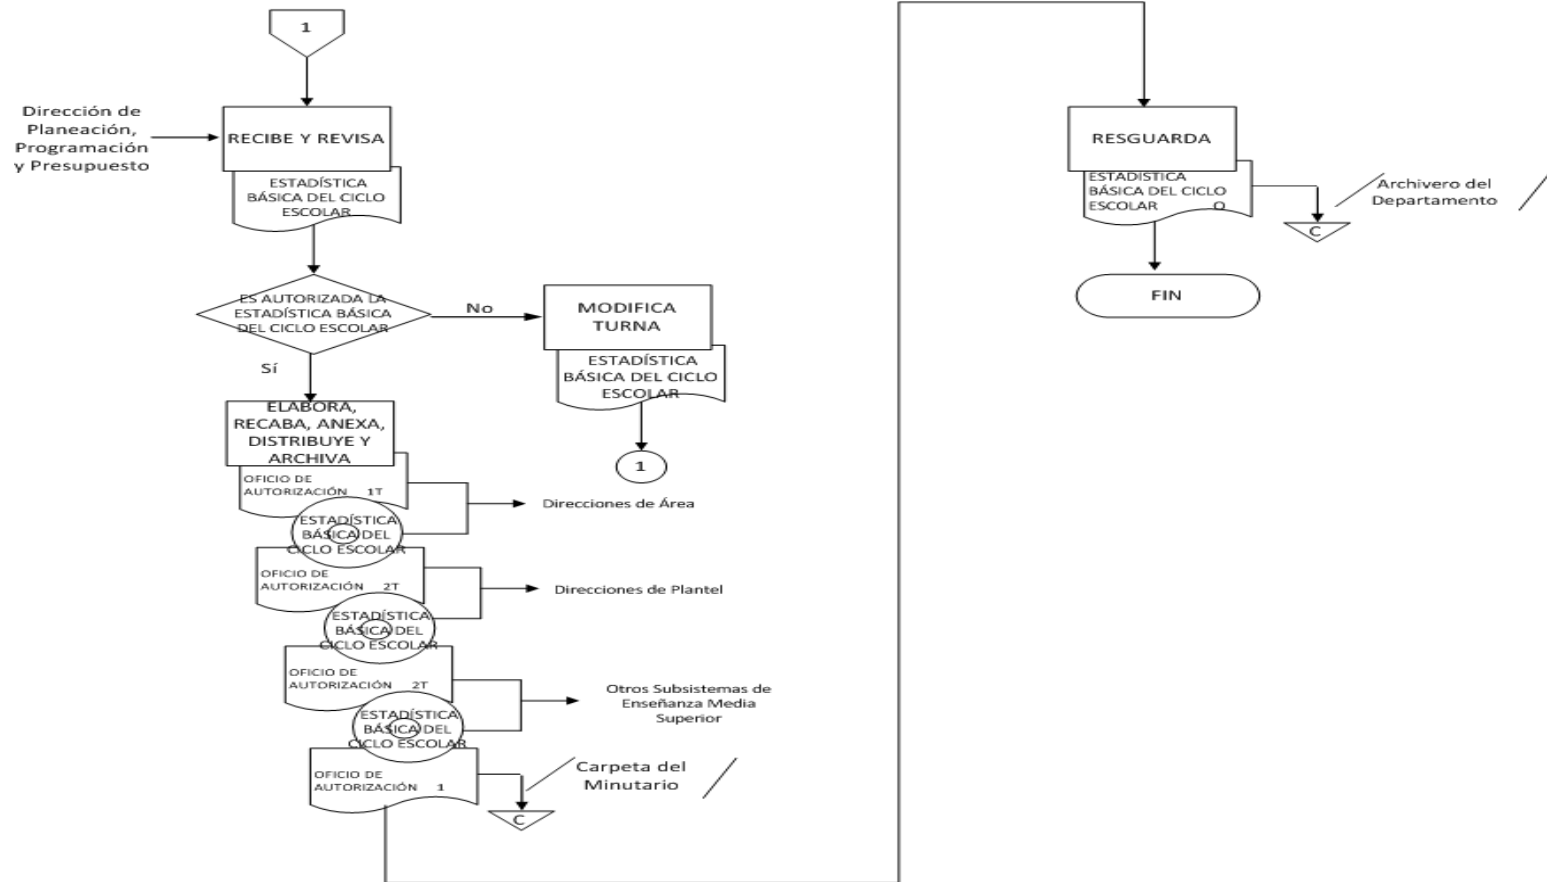 1
Dirección de
Planeación,
Programación
y Presupuesto
RECIBE Y REVISA
ESTADÍSTICA
BÁSICA DEL CICLO
ESCOLAR
ES AUTORIZADA LA
ESTADÍSTICA BÁSICA
DEL CICLO ESCOLAR
No
MODIFICA
TURNA
ESTADÍSTICA
BÁSICA DEL CICLO
ESCOLAR
1
Sí
ELABORA,
RECABA, ANEXA,
DISTRIBUYE Y
ARCHIVA
OFICIO DE
AUTORIZACIÓN 1T
ESTADÍSTICA
BÁSICA DEL
CICLO ESCOLAR
Direcciones de Área
OFICIO DE
AUTORIZACIÓN 2T
ESTADÍSTICA
BÁSICA DEL
CICLO ESCOLAR
Direcciones de Plantel
OFICIO DE
AUTORIZACIÓN 2T
ESTADÍSTICA
BÁSICA DEL
CICLO ESCOLAR
Otros Subsistemas de
Enseñanza Media
Superior
OFICIO DE
AUTORIZACIÓN 1
Carpeta del
Minutario
C
RESGUARDA
ESTADÍSTICA
BÁSICA DEL CICLO
ESCOLAR O
Archivero del
Departamento
C
FIN